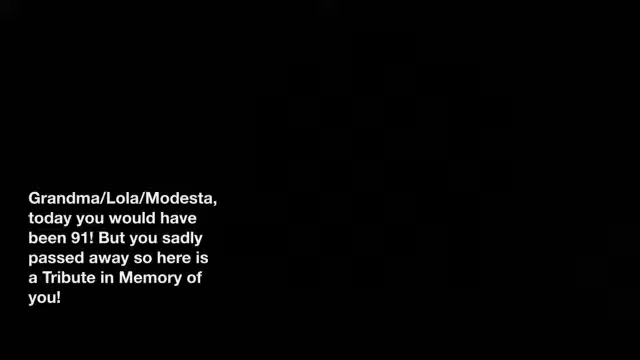 Grandma/Lola/Modesta,
today you would have
been 91! But you sadly
passed away so here is
a Tribute in Memory of
you!